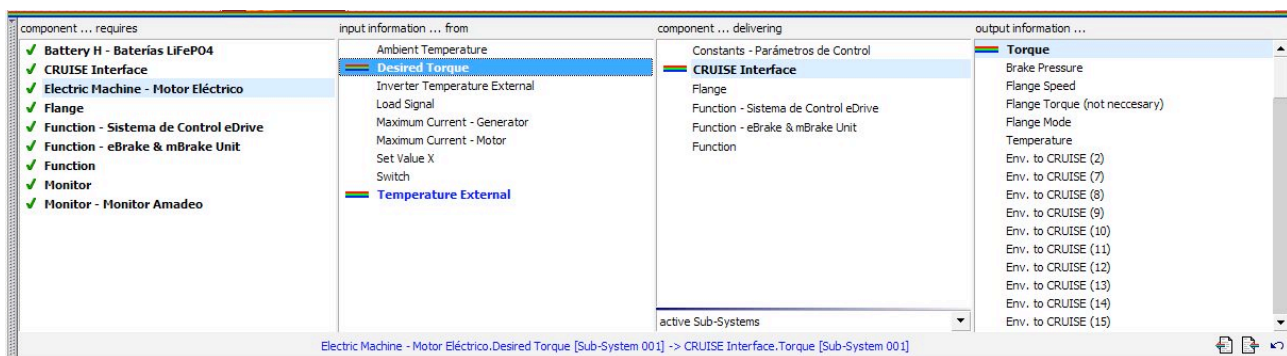 component ... requires
Battery H - Baterías LiFePO4
CRUISE Interface
Electric Machine - Motor Eléctrico
Flange
Function - Sistema de Control eDrive
Function - eBrake & mBrake Unit
Function
Monitor
Monitor - Monitor Amadeo
input information ... from
Ambient Temperature
Desired Torque
Inverter Temperature External
Load Signal
Maximum Current - Generator
Maximum Current - Motor
Set Value X
Switch
Temperature External
component ... delivering
Constants - Parámetros de Control
CRUISE Interface
Flange
Function - Sistema de Control eDrive
Function - eBrake & mBrake Unit
Function
active Sub-Systems
output information ...
Torque
Brake Pressure
Flange Speed
Flange Torque (not neccesary)
Flange Mode
Temperature
Env. to CRUISE (2)
Env. to CRUISE (7)
Env. to CRUISE (8)
Env. to CRUISE (9)
Env. to CRUISE (10)
Env. to CRUISE (11)
Env. to CRUISE (12)
Env. to CRUISE (13)
Env. to CRUISE (14)
Env. to CRUISE (15)
Electric Machine - Motor Eléctrico.Desired Torque [Sub-System 001] -> CRUISE Interface.Torque [Sub-System 001]